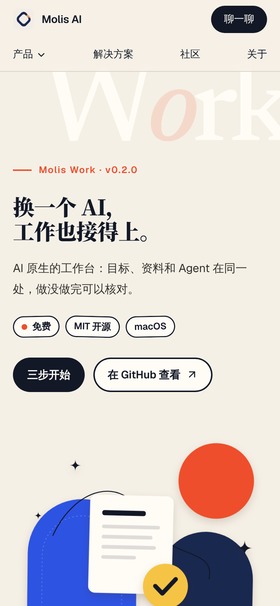 Molis AI
聊一聊
产品
解决方案
社区
关于
Work
Molis Work · v0.2.0
换一个 AI,
工作也接得上。
AI 原生的工作台：目标、资料和 Agent 在同一
处，做没做完可以核对。
免费
MIT 开源
macOS
三步开始
在 GitHub 查看